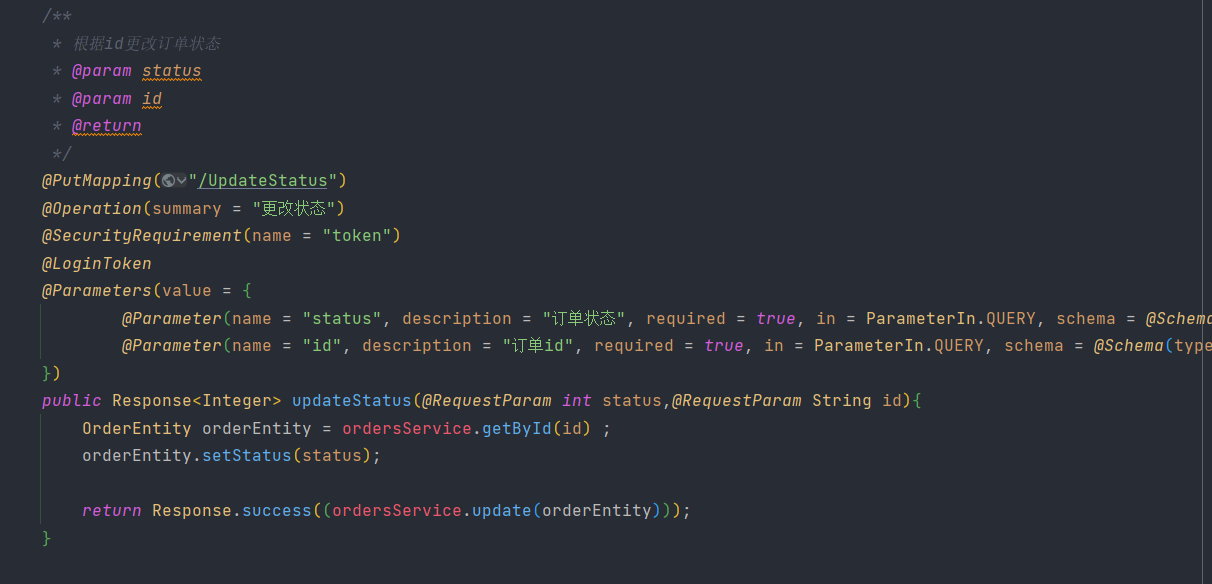 /**
 * 根据id更改订单状态
 * @param status
 * @param id
 * @return
 */
@PutMapping("/UpdateStatus")
@Operation(summary = "更改状态")
@SecurityRequirement(name = "token")
@LoginToken
@Parameters(value = {
        @Parameter(name = "status", description = "订单状态", required = true, in = ParameterIn.QUERY, schema = @Schema
        @Parameter(name = "id", description = "订单id", required = true, in = ParameterIn.QUERY, schema = @Schema(type
})
public Response<Integer> updateStatus(@RequestParam int status,@RequestParam String id){
    OrderEntity orderEntity = ordersService.getById(id) ;
    orderEntity.setStatus(status);
    return Response.success((ordersService.update(orderEntity)));
}